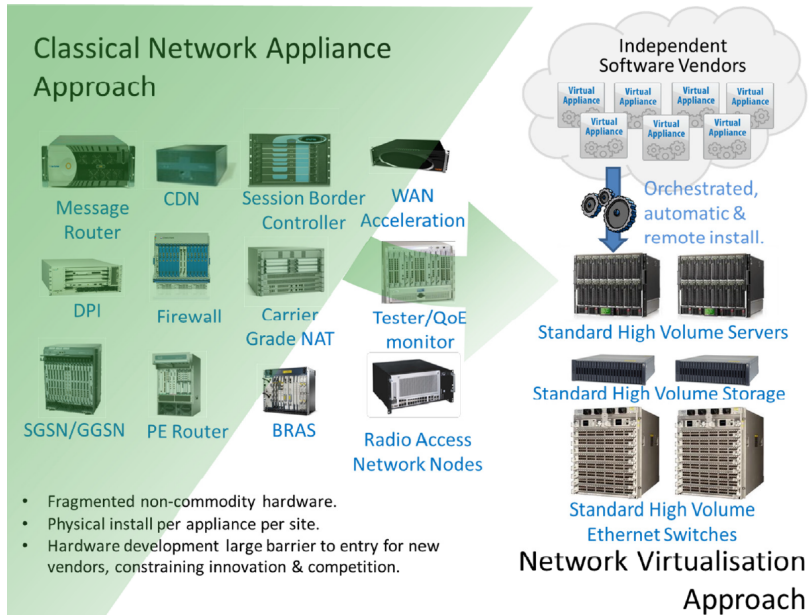 Classical Network Appliance
Approach
Message
Router
CDN
Session Border
Controller
WAN
Acceleration
DPI
Firewall
Carrier
Grade NAT
Tester/QoE
monitor
SGSN/GGSN
PE Router
BRAS
Radio Access
Network Nodes
• Fragmented non-commodity hardware.
• Physical install per appliance per site.
• Hardware development large barrier to entry for new
vendors, constraining innovation & competition.
Independent
Software Vendors
Virtual
Appliance
Virtual
Appliance
Virtual
Appliance
Virtual
Appliance
Virtual
Appliance
Virtual
Appliance
Virtual
Appliance
Orchestrated,
automatic &
remote install.
Standard High Volume Servers
Standard High Volume Storage
Standard High Volume
Ethernet Switches
Network Virtualisation
Approach